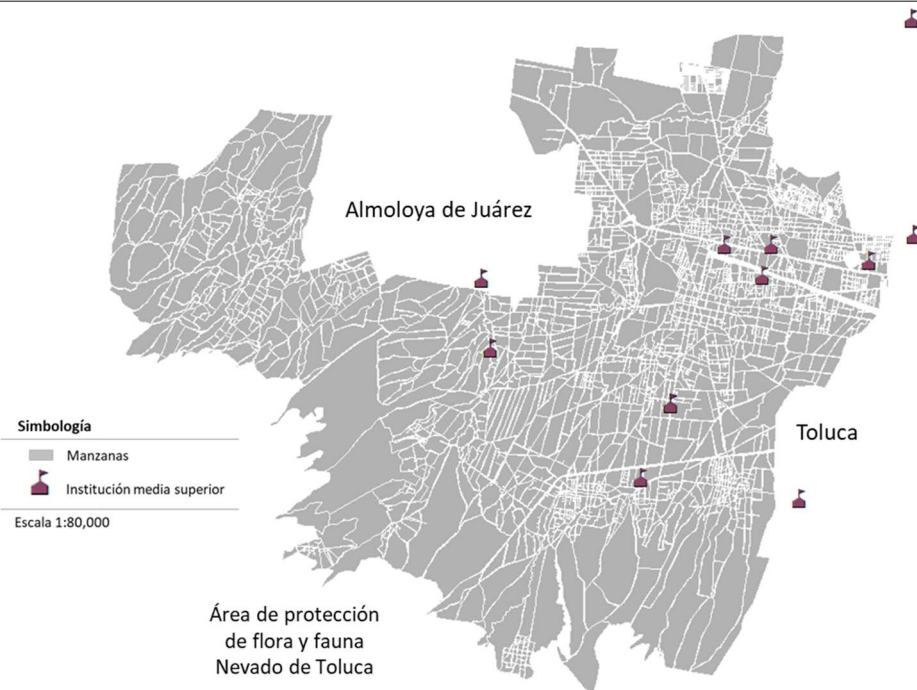 Almoloya de Juárez
Toluca
Simbología
Manzanas
Institución media superior
Escala 1:80,000
Área de protección
de flora y fauna
Nevado de Toluca